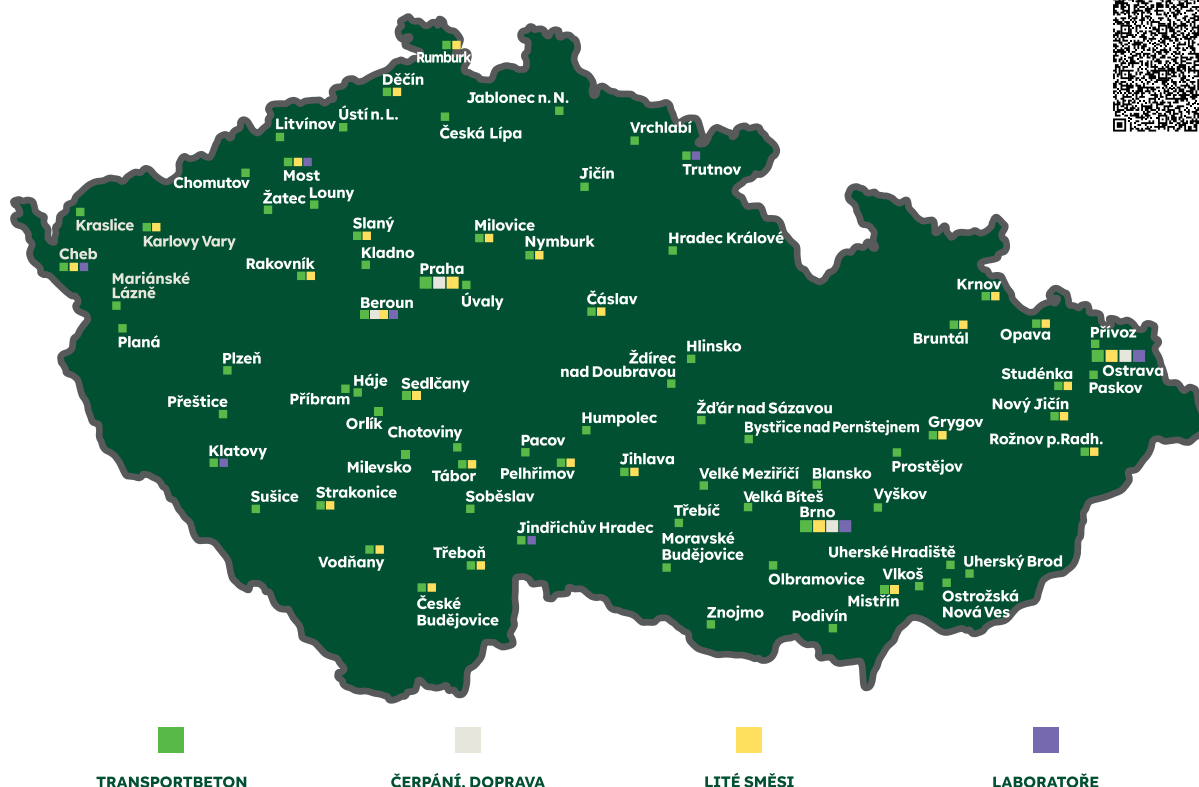 Rumburk
Děčín
Jablonec n. N.
Ústí n. L.
Litvínov
Česká Lípa
Vrchlabí
Most
Chomutov
Trutnov
Jičín
Žatec
Louny
Kraslice
Karlovy Vary
Slaný
Milovice
Nymburk
Hradec Králové
Cheb
Kladno
Rakovník
Praha
Mariánské
Lázně
Úvaly
Krnov
Beroun
Čáslav
Planá
Bruntál
Opava
Přívoz
Hlinsko
Plzeň
Ždírec
nad Doubravou
Ostrava
Studénka
Paskov
Háje
Sedlčany
Příbram
Přeštice
Nový Jičín
Žďár nad Sázavou
Orlík
Humpolec
Grygov
Bystřice nad Pernštejnem
Chotoviny
Pacov
Rožnov p.Radh.
Klatovy
Milevsko
Jihlava
Prostějov
Tábor
Pelhřimov
Velké Meziříčí
Blansko
Sušice
Strakonice
Soběslav
Velká Bíteš
Vyškov
Třebíč
Brno
Jindřichův Hradec
Moravské
Budějovice
Vodňany
Třeboň
Uherské Hradiště
Uherský Brod
Olbramovice
Vlkoš
Mistřín
Ostrožská
Nová Ves
České
Budějovice
Znojmo
Podivín
TRANSPORTBETON
ČERPÁNÍ, DOPRAVA
LITÉ SMĚSI
LABORATOŘE